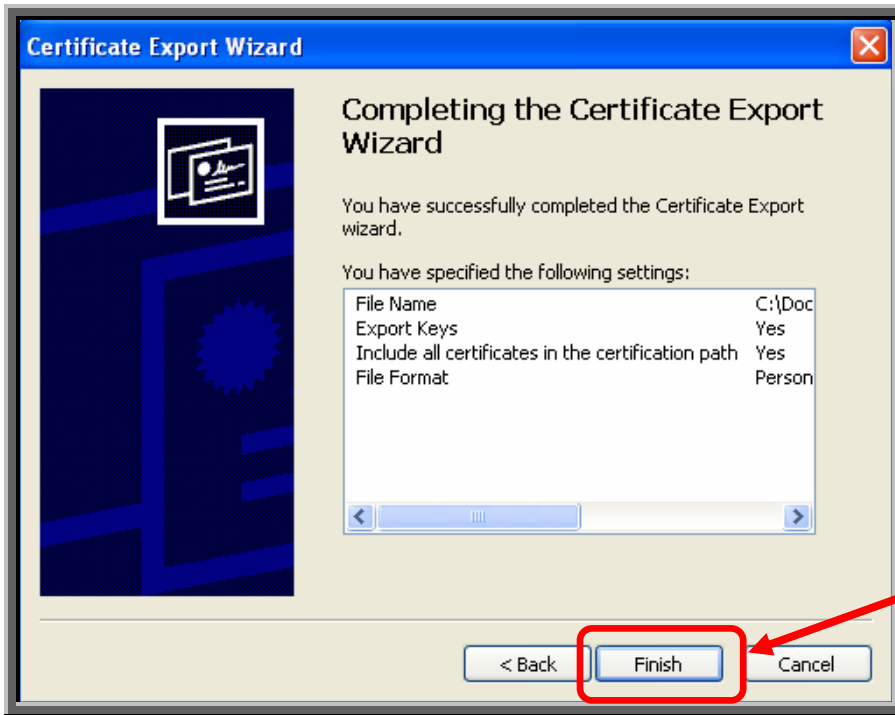 Certificate Export Wizard
Completing the Certificate Export
Wizard
You have successfully completed the Certificate Export
wizard.
You have specified the following settings:
File Name C:\Doc
Export Keys Yes
Include all certificates in the certification path Yes
File Format Person
< Back Finish Cancel